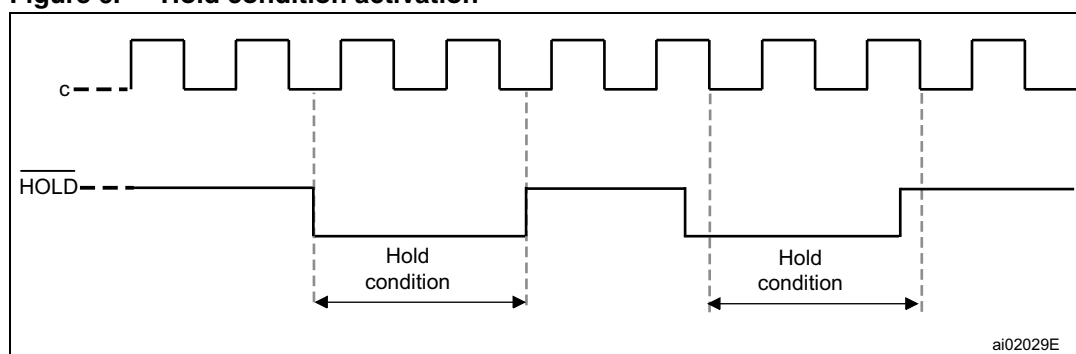 Figure 6. Hold condition activation
c
HOLD
Hold
condition
Hold
condition
ai02029E